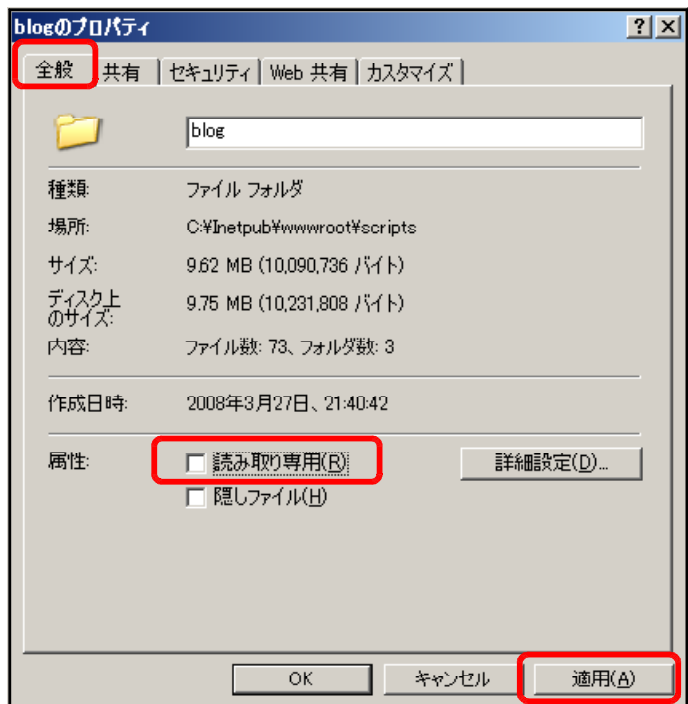 blogのプロパティ
全般 共有 セキュリティ Web 共有 カスタマイズ
blog
種類: ファイル フォルダ
場所: C:¥Inetpub¥wwwroot¥scripts
サイズ: 9.62 MB (10,090,736 バイト)
ディスク上
のサイズ: 9.75 MB (10,231,808 バイト)
内容: ファイル数: 73、フォルダ数: 3
作成日時: 2008年3月27日、21:40:42
属性: 読み取り専用(R) 詳細設定(D)...
隠しファイル(H)
OK キャンセル 適用(A)